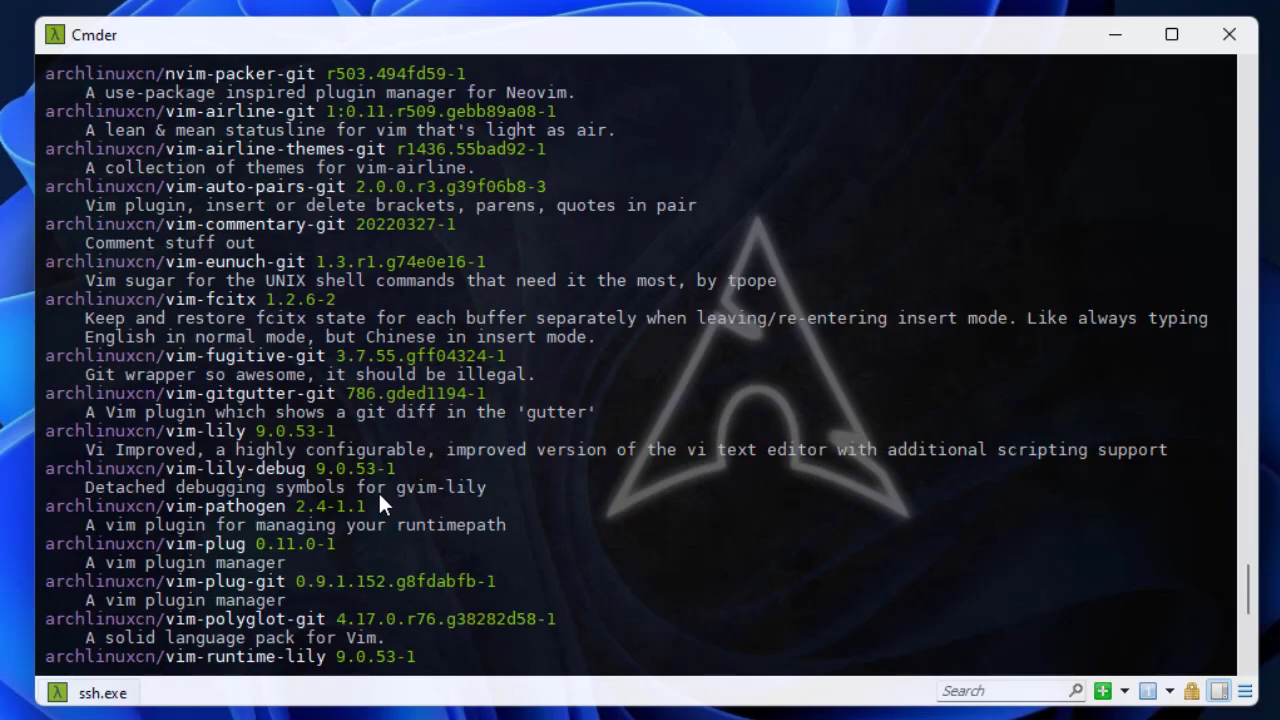 Cmder
archlinuxcn/nvim-packer-git r503.494fd59-1
A use-package inspired plugin manager for Neovim.
archlinuxcn/vim-airline-git 1:0.11.r509.gebb89a08-1
A lean & mean statusline for vim that's light as air.
archlinuxcn/vim-airline-themes-git r1436.55bad92-1
A collection of themes for vim-airline.
archlinuxcn/vim-auto-pairs-git 2.0.0.r3.g39f06b8-3
Vim plugin, insert or delete brackets, parens, quotes in pair
archlinuxcn/vim-commentary-git 20220327-1
Comment stuff out
archlinuxcn/vim-eunuch-git 1.3.r1.g74e0e16-1
Vim sugar for the UNIX shell commands that need it the most, by tpope
archlinuxcn/vim-fcitx 1.2.6-2
Keep and restore fcitx state for each buffer separately when leaving/re-entering insert mode. Like always typing
English in normal mode, but Chinese in insert mode.
archlinuxcn/vim-fugitive-git 3.7.55.gff04324-1
Git wrapper so awesome, it should be illegal.
archlinuxcn/vim-gitgutter-git 786.gded1194-1
A Vim plugin which shows a git diff in the 'gutter'
archlinuxcn/vim-lily 9.0.53-1
Vi Improved, a highly configurable, improved version of the vi text editor with additional scripting support
archlinuxcn/vim-lily-debug 9.0.53-1
Detached debugging symbols for gvim-lily
archlinuxcn/vim-pathogen 2.4-1.1
A vim plugin for managing your runtimepath
archlinuxcn/vim-plug 0.11.0-1
A vim plugin manager
archlinuxcn/vim-plug-git 0.9.1.152.g8fdabfb-1
A vim plugin manager
archlinuxcn/vim-polyglot-git 4.17.0.r76.g38282d58-1
A solid language pack for Vim.
archlinuxcn/vim-runtime-lily 9.0.53-1
ssh.exe
Search